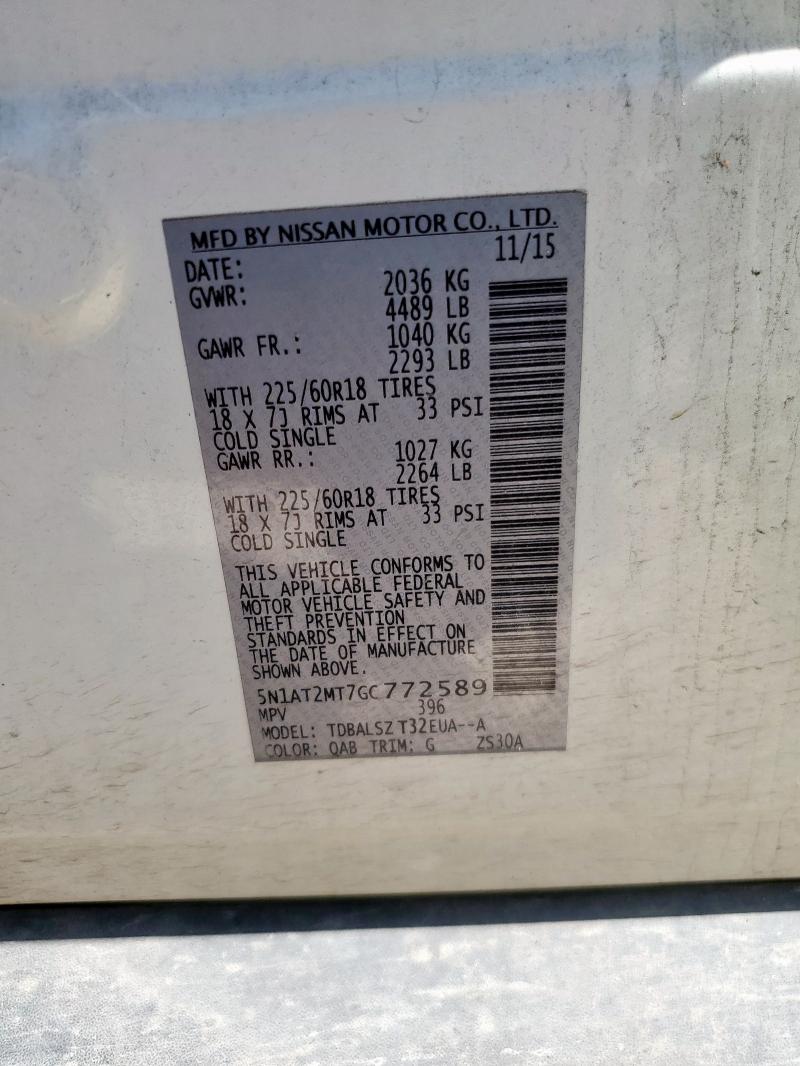 MFD BY NISSAN MOTOR CO., LTD.
DATE: 11/15
GVWR: 2036 KG
4489 LB
GAWR FR.: 1040 KG
2293 LB
WITH 225/60R18 TIRES
18 X 7J RIMS AT 33 PSI
COLD SINGLE
GAWR RR.: 1027 KG
2264 LB
WITH 225/60R18 TIRES
18 X 7J RIMS AT 33 PSI
COLD SINGLE
THIS VEHICLE CONFORMS TO
ALL APPLICABLE FEDERAL
MOTOR VEHICLE SAFETY AND
THEFT PREVENTION
STANDARDS IN EFFECT ON
THE DATE OF MANUFACTURE
SHOWN ABOVE.
5N1AT2MT7GC772589
MPV 396
MODEL: TDBALSZ T32EUA--A
COLOR: QAB TRIM: G ZS30A